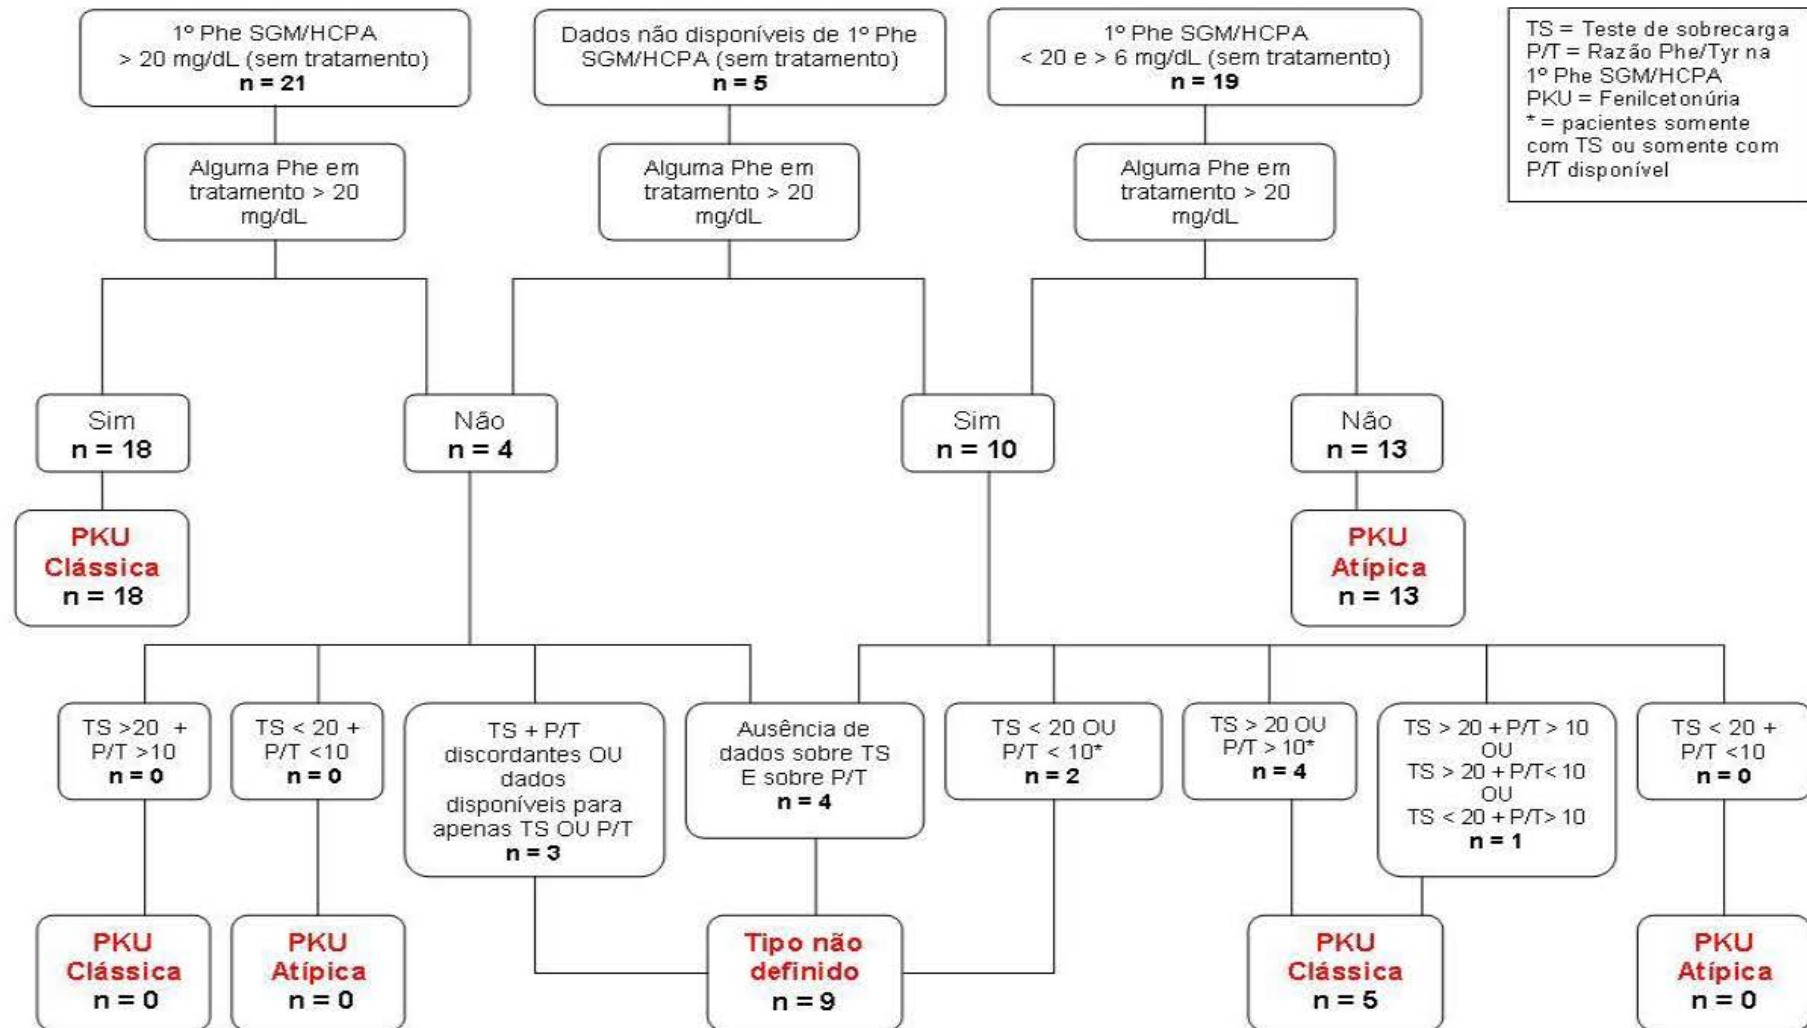 1º Phe SGM/HCPA
> 20 mg/dL (sem tratamento)
n = 21
Dados não disponíveis de 1º Phe
SGM/HCPA (sem tratamento)
n = 5
1º Phe SGM/HCPA
< 20 e > 6 mg/dL (sem tratamento)
n = 19
TS = Teste de sobrecarga
P/T = Razão Phe/Tyr na
1º Phe SGM/HCPA
PKU = Fenilcetonúria
* = pacientes somente
com TS ou somente com
P/T disponível
Alguma Phe em
tratamento > 20
mg/dL
Alguma Phe em
tratamento > 20
mg/dL
Alguma Phe em
tratamento > 20
mg/dL
Sim
n = 18
Não
n = 4
Sim
n = 10
Não
n = 13
PKU
Clássica
n = 18
PKU
Atípica
n = 13
TS >20 +
P/T >10
n = 0
TS < 20 +
P/T <10
n = 0
TS + P/T
discordantes OU
dados
disponíveis para
apenas TS OU P/T
n = 3
Ausência de
dados sobre TS
E sobre P/T
n = 4
TS < 20 OU
P/T < 10*
n = 2
TS > 20 OU
P/T > 10*
n = 4
TS > 20 + P/T > 10
OU
TS > 20 + P/T< 10
OU
TS < 20 + P/T> 10
n = 1
TS < 20 +
P/T <10
n = 0
PKU
Clássica
n = 0
PKU
Atípica
n = 0
Tipo não
definido
n = 9
PKU
Clássica
n = 5
PKU
Atípica
n = 0